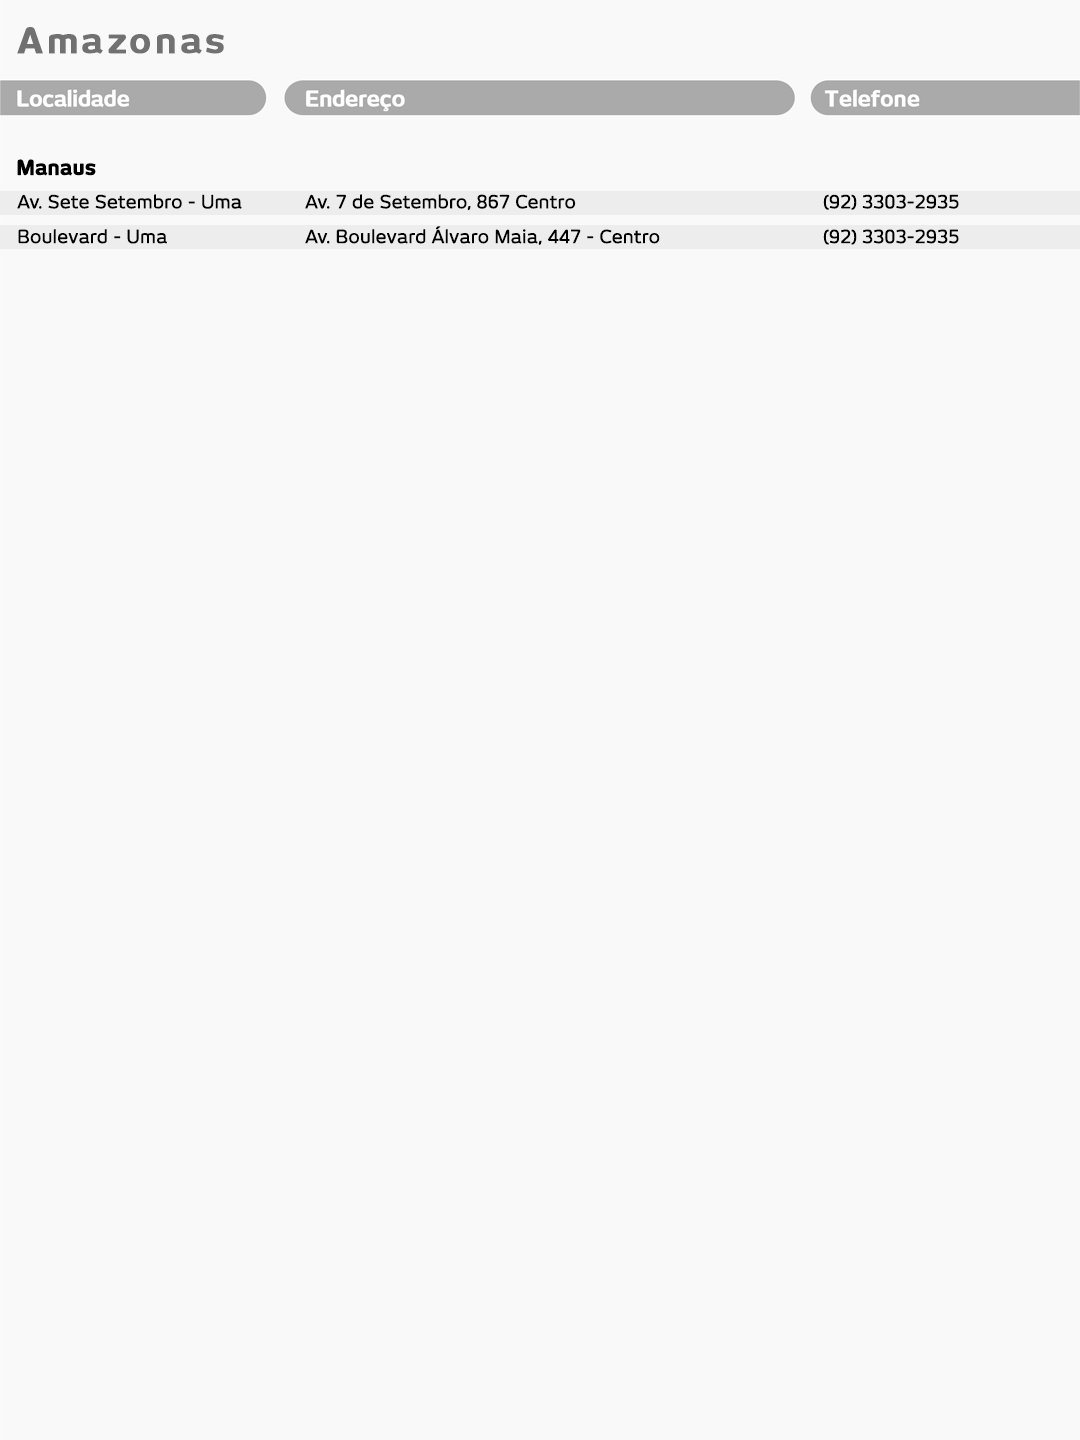 Amazonas
Localidade Endereço Telefone
Manaus
Av. Sete Setembro - Uma Av. 7 de Setembro, 867 Centro (92) 3303-2935
Boulevard - Uma Av. Boulevard Álvaro Maia, 447 - Centro (92) 3303-2935